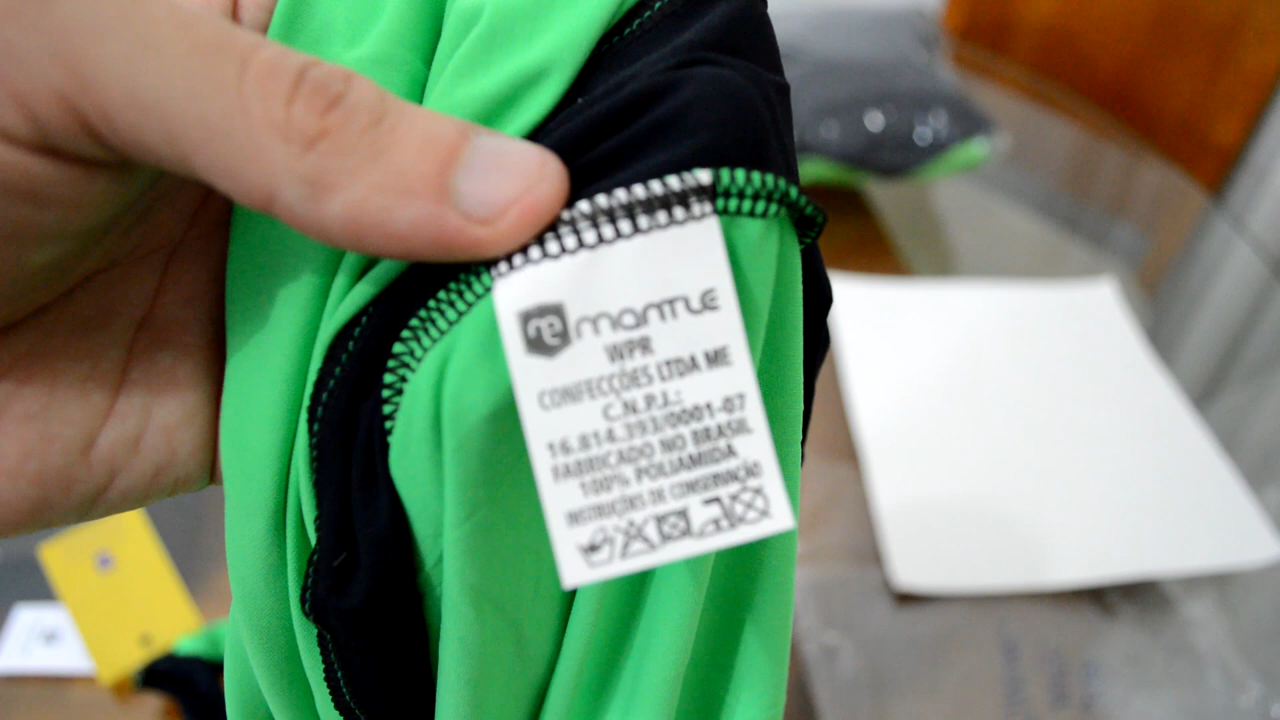 MANTLE
WPR
CONFECÇÕES LTDA ME
C.N.P.J.:
16.814.393/0001-07
FABRICADO NO BRASIL
100% POLIAMIDA
INSTRUÇÕES DE CONSERVAÇÃO